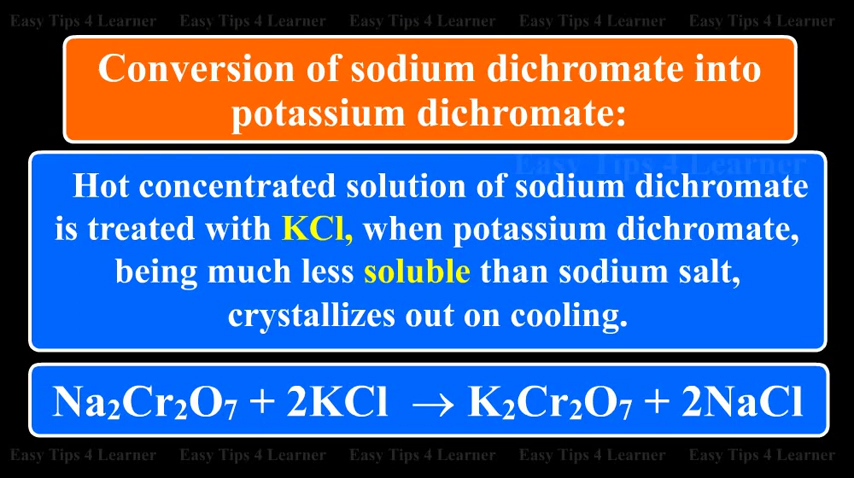 Easy Tips 4 Learner Easy Tips 4 Learner Easy Tips 4 Learner Easy Tips 4 Learner Easy Tips 4 Learner
Conversion of sodium dichromate into
potassium dichromate:
Easy Tips 4 Learner
Hot concentrated solution of sodium dichromate
is treated with KCl, when potassium dichromate,
being much less soluble than sodium salt,
crystallizes out on cooling.
Na₂Cr₂O₇ + 2KCl → K₂Cr₂O₇ + 2NaCl
Easy Tips 4 Learner Easy Tips 4 Learner Easy Tips 4 Learner Easy Tips 4 Learner Easy Tips 4 Learner